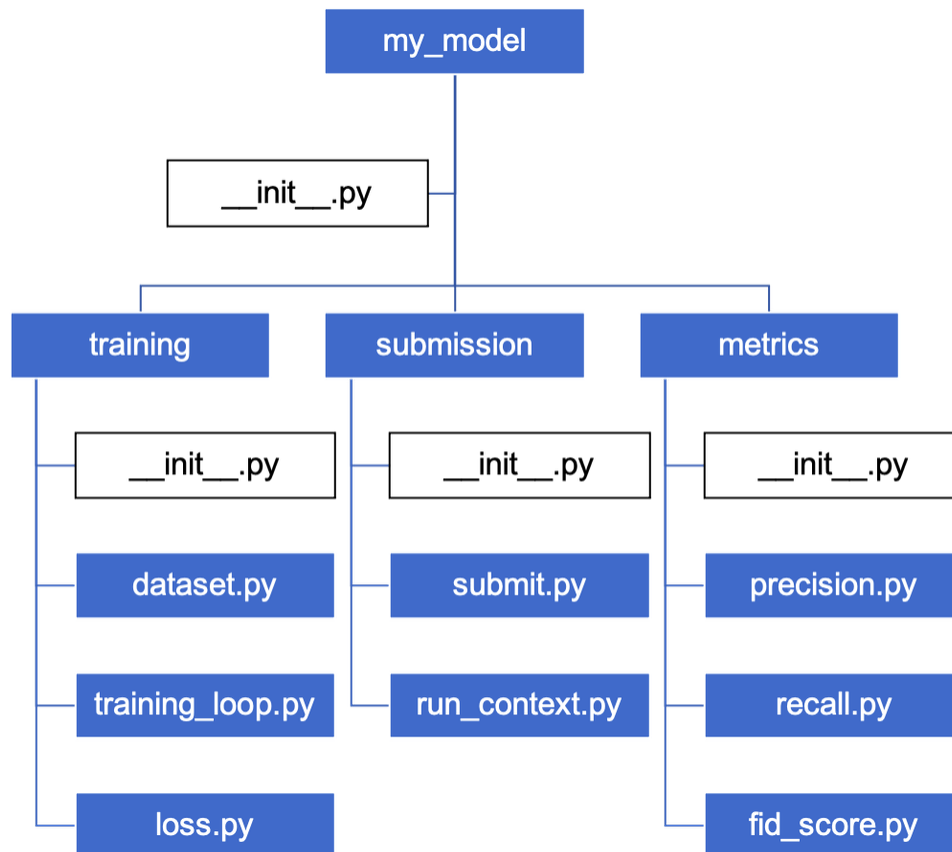 my_model
__init__.py
training
submission
metrics
__init__.py
__init__.py
__init__.py
dataset.py
submit.py
precision.py
training_loop.py
run_context.py
recall.py
loss.py
fid_score.py